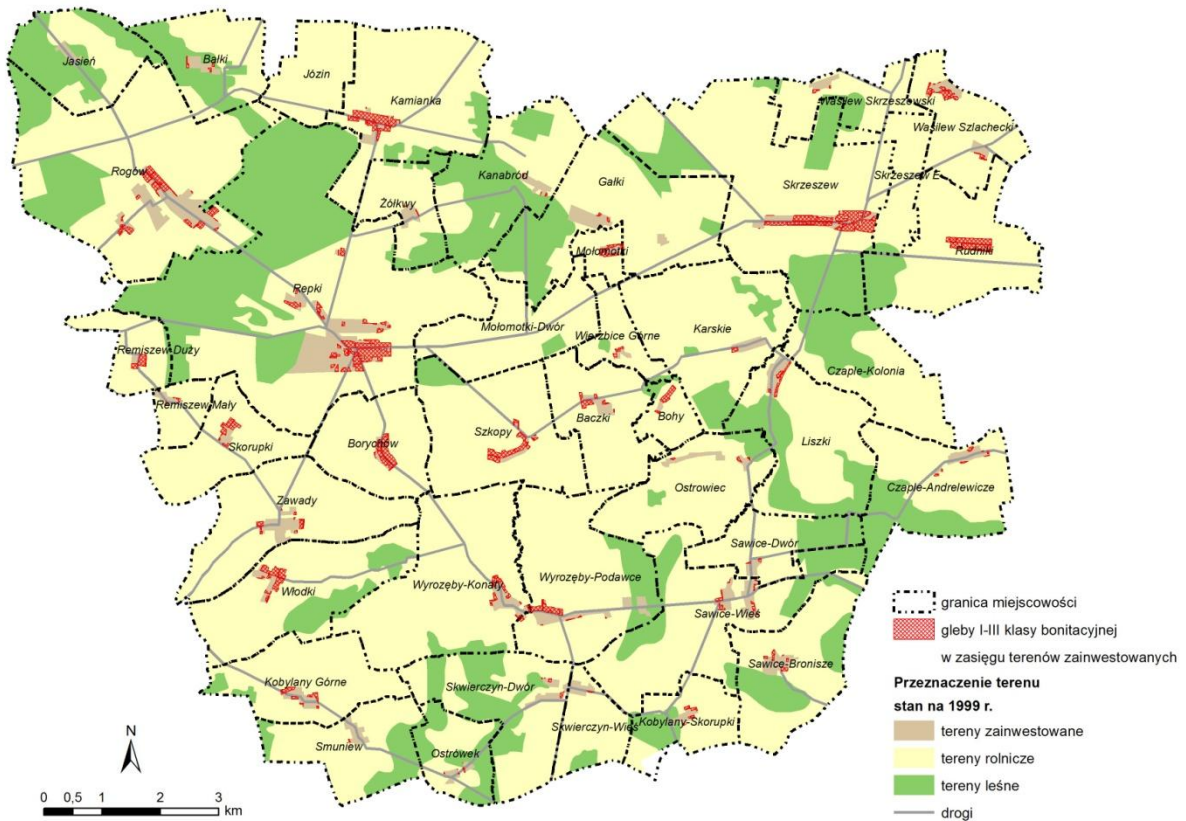 Jasień
Bałki
Józin
Kamianka
Wasilew Skrzeszewski
Wasilew Szlachecki
Rogów
Kanabród
Gałki
Skrzeszew
Skrzeszew E
Żółkwy
Mołomotki
Rudniki
Repki
Mołomotki-Dwór
Wierzbice Górne
Karskie
Remiszew Duży
Czaple-Kolonia
Remiszew Mały
Baczki
Bohy
Skorupki
Borychów
Szkopy
Liszki
Ostrowiec
Czaple-Andrelewicze
Zawady
Sawice-Dwór
Włodki
Wyrozęby-Konaty
Wyrozęby-Podawce
Sawice-Wieś
Sawice-Bronisze
Kobylany Górne
Skwierczyn-Dwór
Skwierczyn-Wieś
Kobylany-Skorupki
Smuniew
Ostrówek
granica miejscowości
gleby I-III klasy bonitacyjnej
w zasięgu terenów zainwestowanych
Przeznaczenie terenu
stan na 1999 r.
tereny zainwestowane
tereny rolnicze
tereny leśne
drogi
N
0 0,5 1 2 3
km